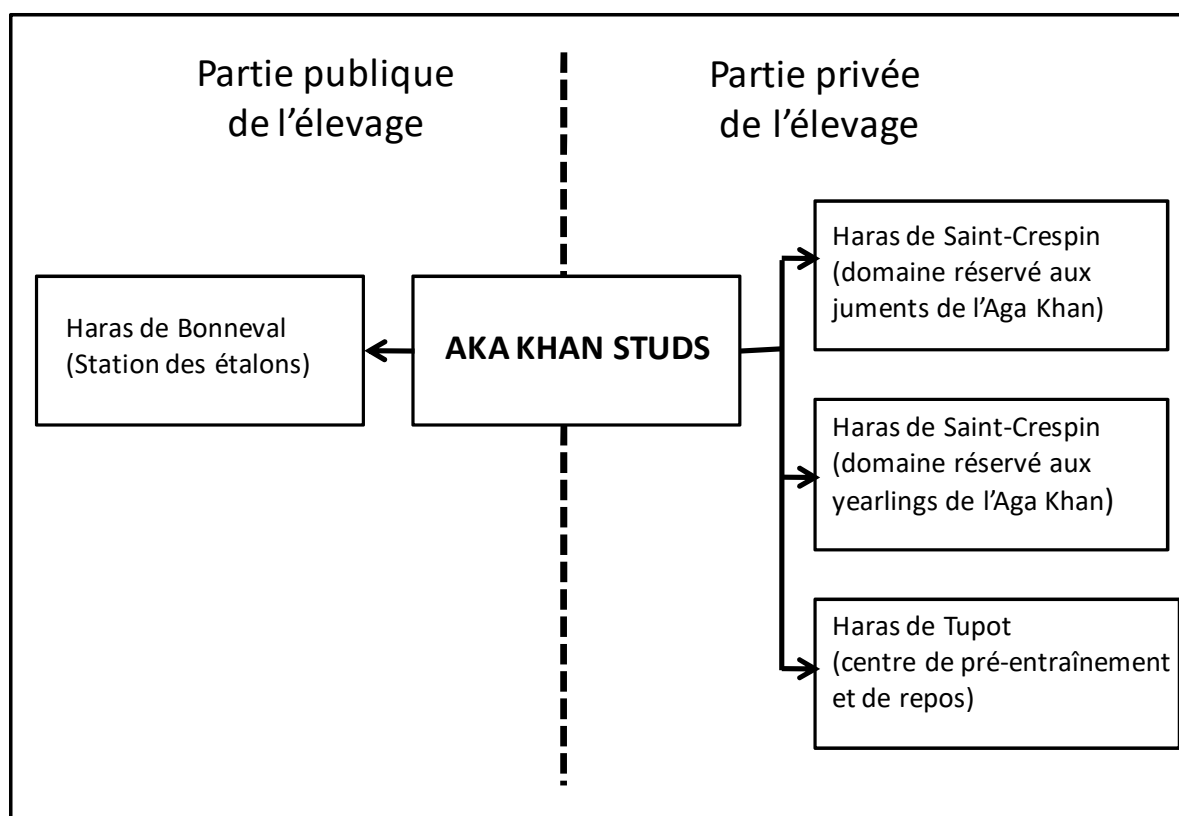 Partie publique
de l'élevage
Partie privée
de l'élevage
Haras de Bonneval
(Station des étalons)
AKA KHAN STUDS
Haras de Saint-Crespin
(domaine réservé aux
juments de l'Aga Khan)
Haras de Saint-Crespin
(domaine réservé aux
yearlings de l'Aga Khan)
Haras de Tupot
(centre de pré-entraînement
et de repos)